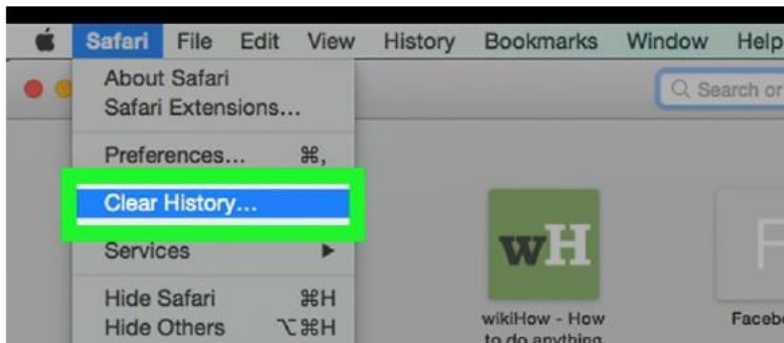 Safari File Edit View History Bookmarks Window Help
About Safari
Safari Extensions...
Search or
Preferences... ⌘,
Clear History...
Services ▶
Hide Safari ⌘H
Hide Others ⌥⌘H
wH
F
wikiHow - How
to do anything